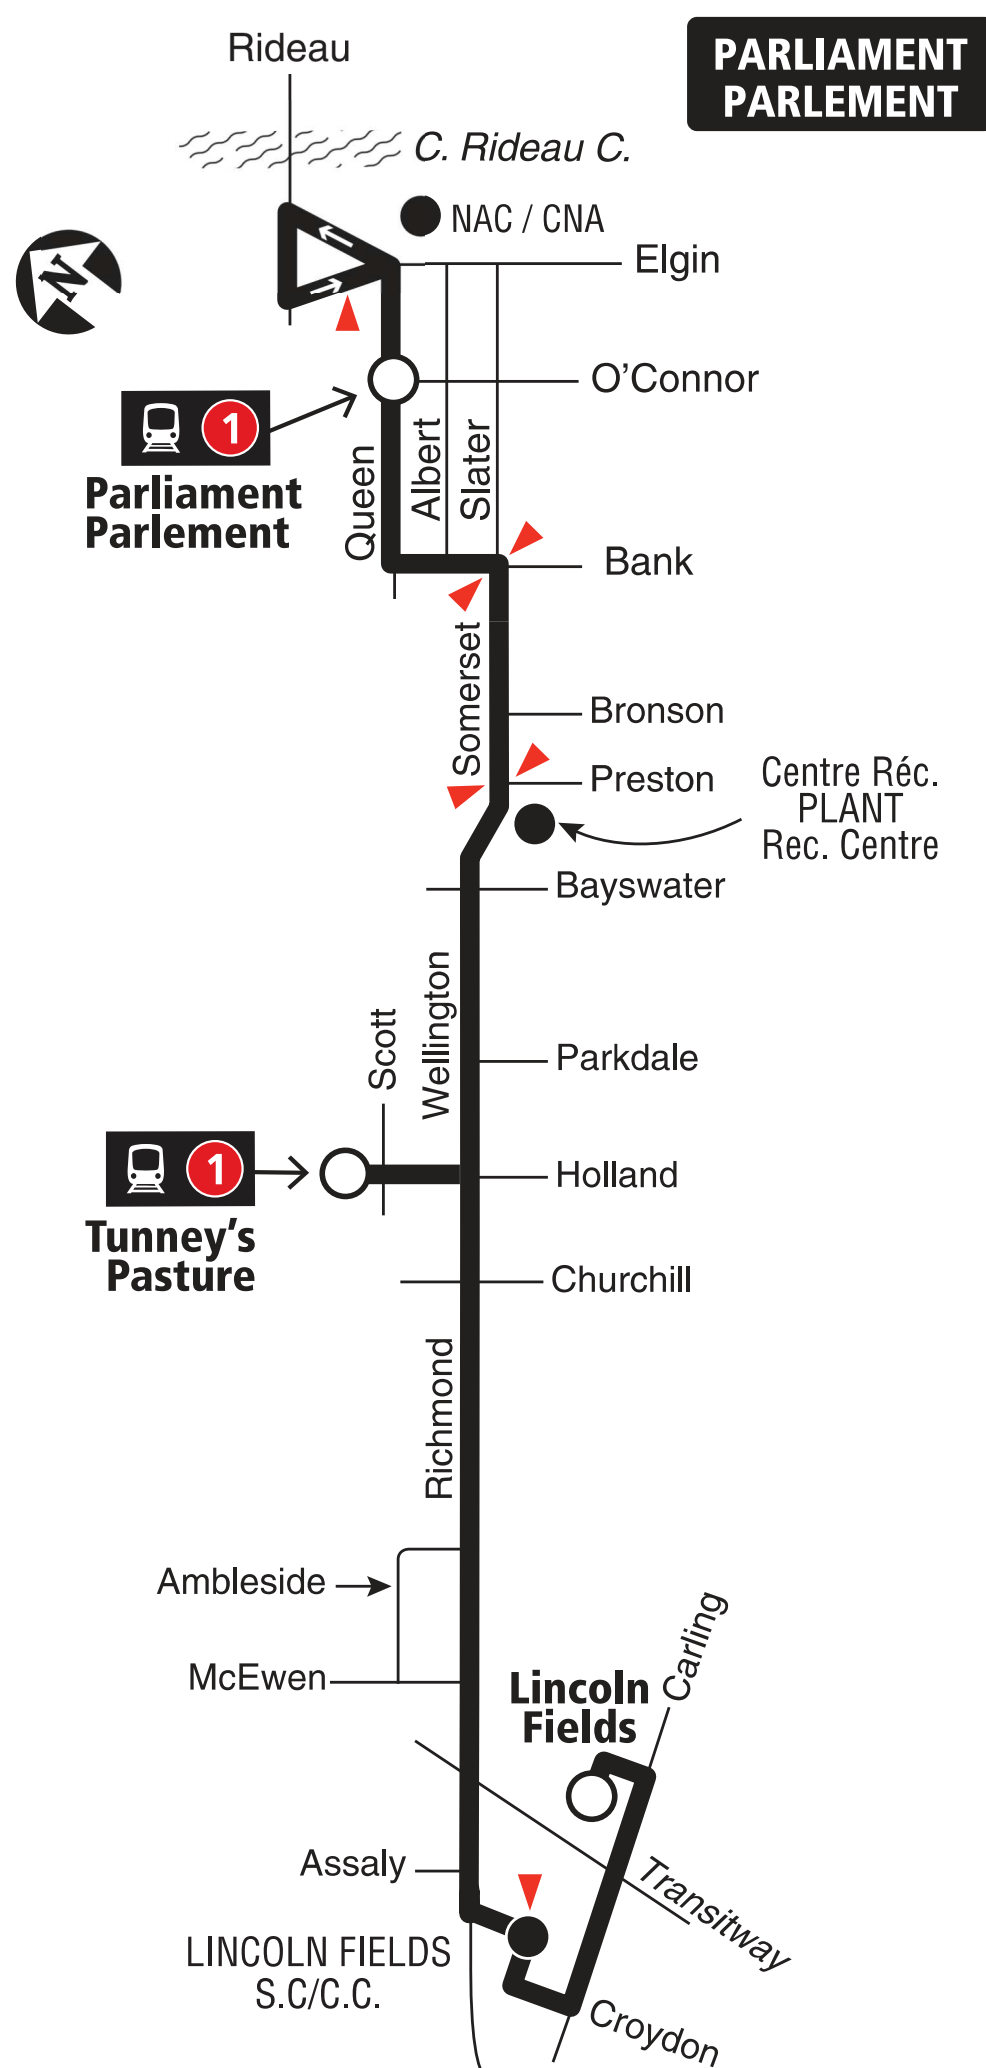 Rideau
PARLIAMENT
PARLEMENT
C. Rideau C.
NAC / CNA
Elgin
N
O'Connor
1
Parliament
Parlement
Queen
Albert
Slater
Bank
Somerset
Bronson
Preston
Centre Réc.
PLANT
Rec. Centre
Bayswater
Wellington
Scott
Parkdale
1
Tunney's
Pasture
Holland
Churchill
Richmond
Ambleside
McEwen
Lincoln
Fields
Carling
Assaly
Transitway
LINCOLN FIELDS
S.C/C.C.
Croydon